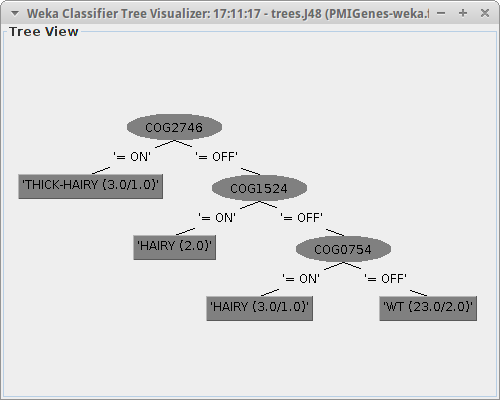 Weka Classifier Tree Visualizer: 17:11:17 - trees.J48 (PMIGenes-weka.f
Tree View
COG2746
'= ON' '= OFF'
'THICK-HAIRY (3.0/1.0)' COG1524
'= ON' '= OFF'
'HAIRY (2.0)' COG0754
'= ON' '= OFF'
'HAIRY (3.0/1.0)' 'WT (23.0/2.0)'